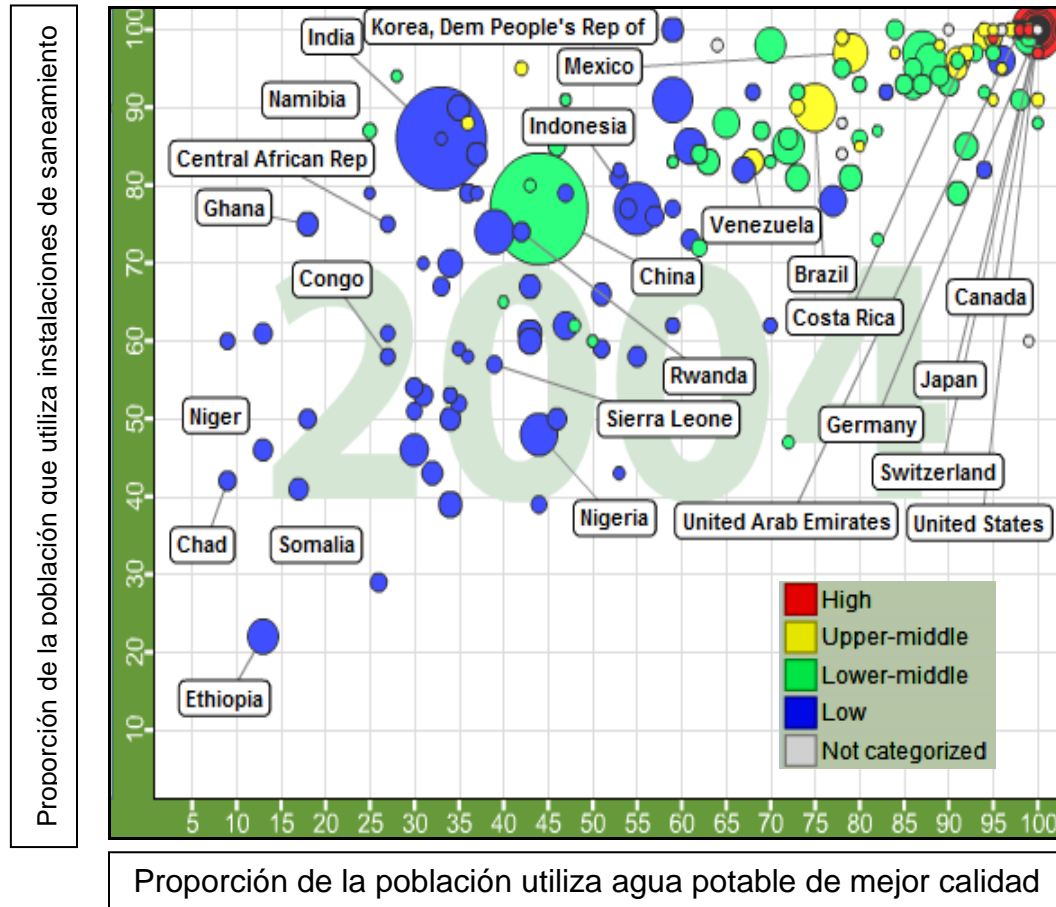 Proporción de la población que utiliza instalaciones de saneamiento
100
90
80
70
60
50
40
30
20
10
2004
India
Korea, Dem People's Rep of
Mexico
Namibia
Indonesia
Central African Rep
Ghana
Venezuela
China
Brazil
Congo
Canada
Costa Rica
Rwanda
Japan
Niger
Sierra Leone
Germany
Switzerland
Nigeria
United Arab Emirates
United States
Chad
Somalia
Ethiopia
High
Upper-middle
Lower-middle
Low
Not categorized
5 10 15 20 25 30 35 40 45 50 55 60 65 70 75 80 85 90 95 100
Proporción de la población utiliza agua potable de mejor calidad